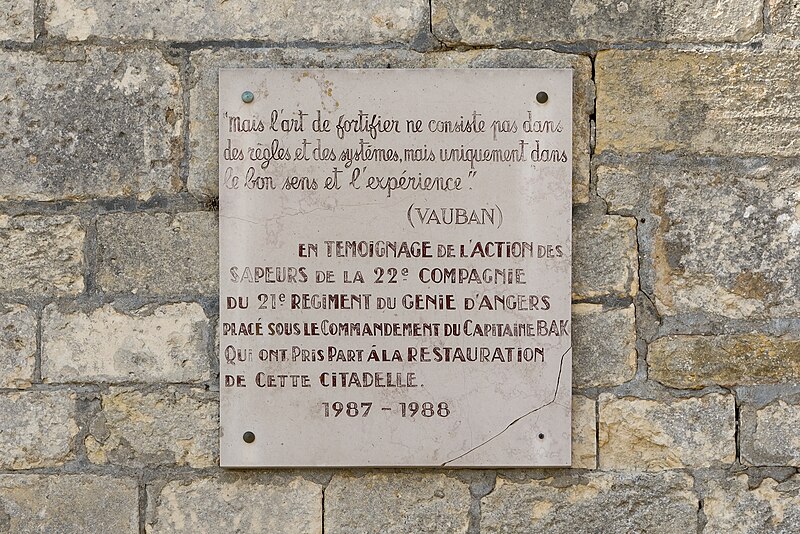 "mais l'art de fortifier ne consiste pas dans
des règles et des systèmes, mais uniquement dans
le bon sens et l'expérience".
(VAUBAN)
EN TEMOIGNAGE DE L'ACTION DES
SAPEURS DE LA 22e COMPAGNIE
DU 21e REGIMENT DU GENIE D'ANGERS
PLACÉ SOUS LE COMMANDEMENT DU CAPITAINE BAK
QUI ONT PRIS PART Á LA RESTAURATION
DE CETTE CITADELLE.
1987 - 1988